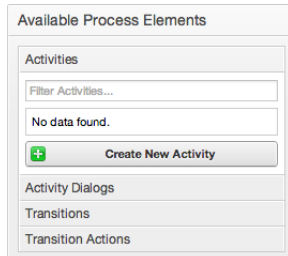 Available Process Elements
Activities
Filter Activities...
No data found.
Create New Activity
Activity Dialogs
Transitions
Transition Actions